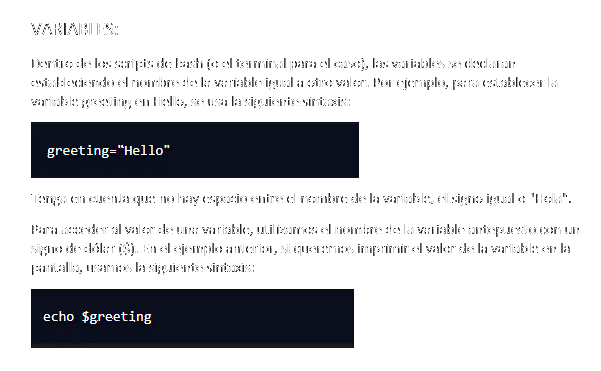 VARIABLES:
Dentro de los scripts de bash (o el terminal para el caso), las variables se declaran
estableciendo el nombre de la variable igual a otro valor. Por ejemplo, para establecer la
variable greeting en Hello, se usa la siguiente sintaxis:
greeting="Hello"
Tenga en cuenta que no hay espacio entre el nombre de la variable, el signo igual o "Hola".
Para acceder al valor de una variable, utilizamos el nombre de la variable antepuesto con un
signo de dólar ($). En el ejemplo anterior, si queremos imprimir el valor de la variable en la
pantalla, usamos la siguiente sintaxis:
echo $greeting